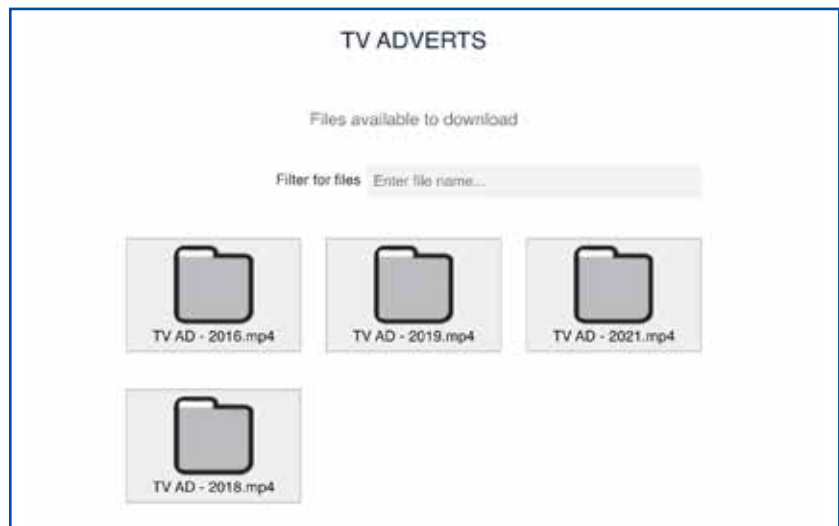 TV ADVERTS
Files available to download
Filter for files Enter file name...
TV AD - 2016.mp4 TV AD - 2019.mp4 TV AD - 2021.mp4
TV AD - 2018.mp4